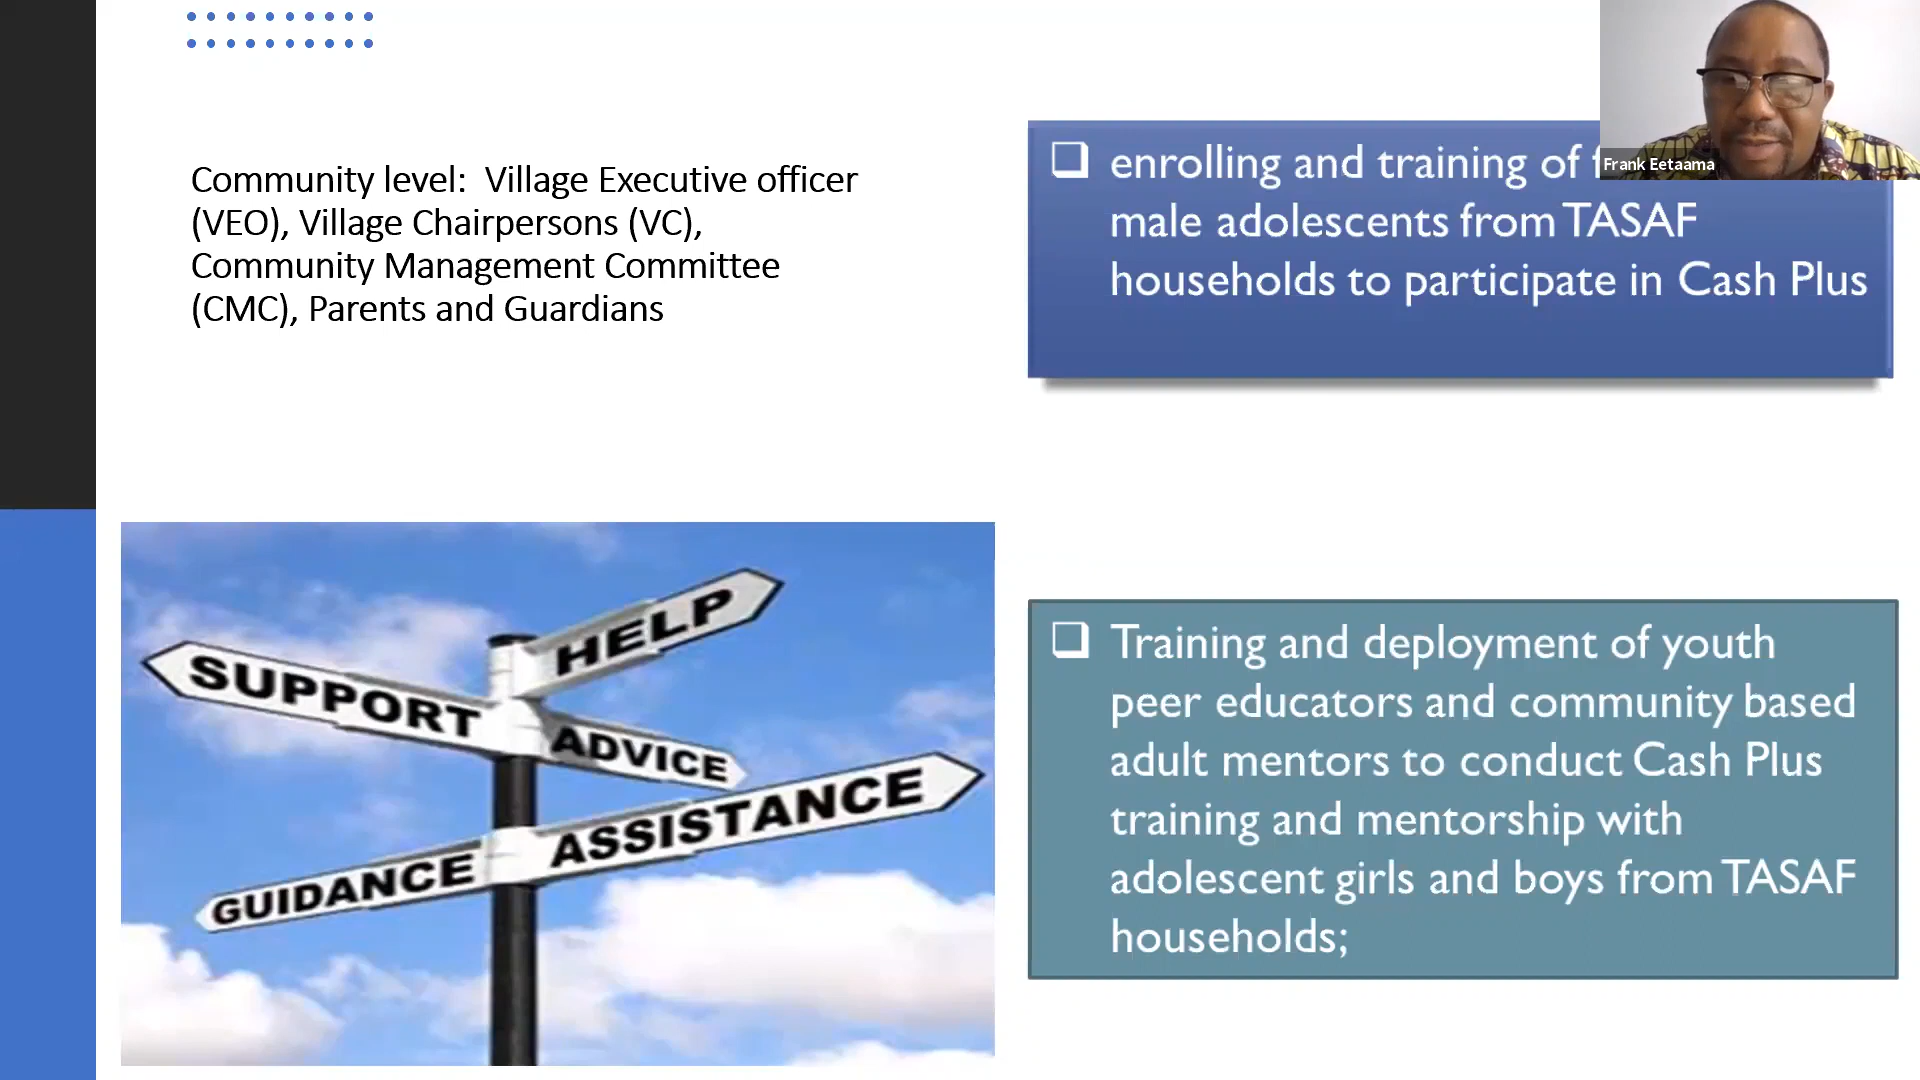 Community level:  Village Executive officer
(VEO), Village Chairpersons (VC),
Community Management Committee
(CMC), Parents and Guardians
enrolling and training of
male adolescents from TASAF
households to participate in Cash Plus
Frank Eetaama
HELP
SUPPORT
ADVICE
ASSISTANCE
GUIDANCE
Training and deployment of youth
peer educators and community based
adult mentors to conduct Cash Plus
training and mentorship with
adolescent girls and boys from TASAF
households;